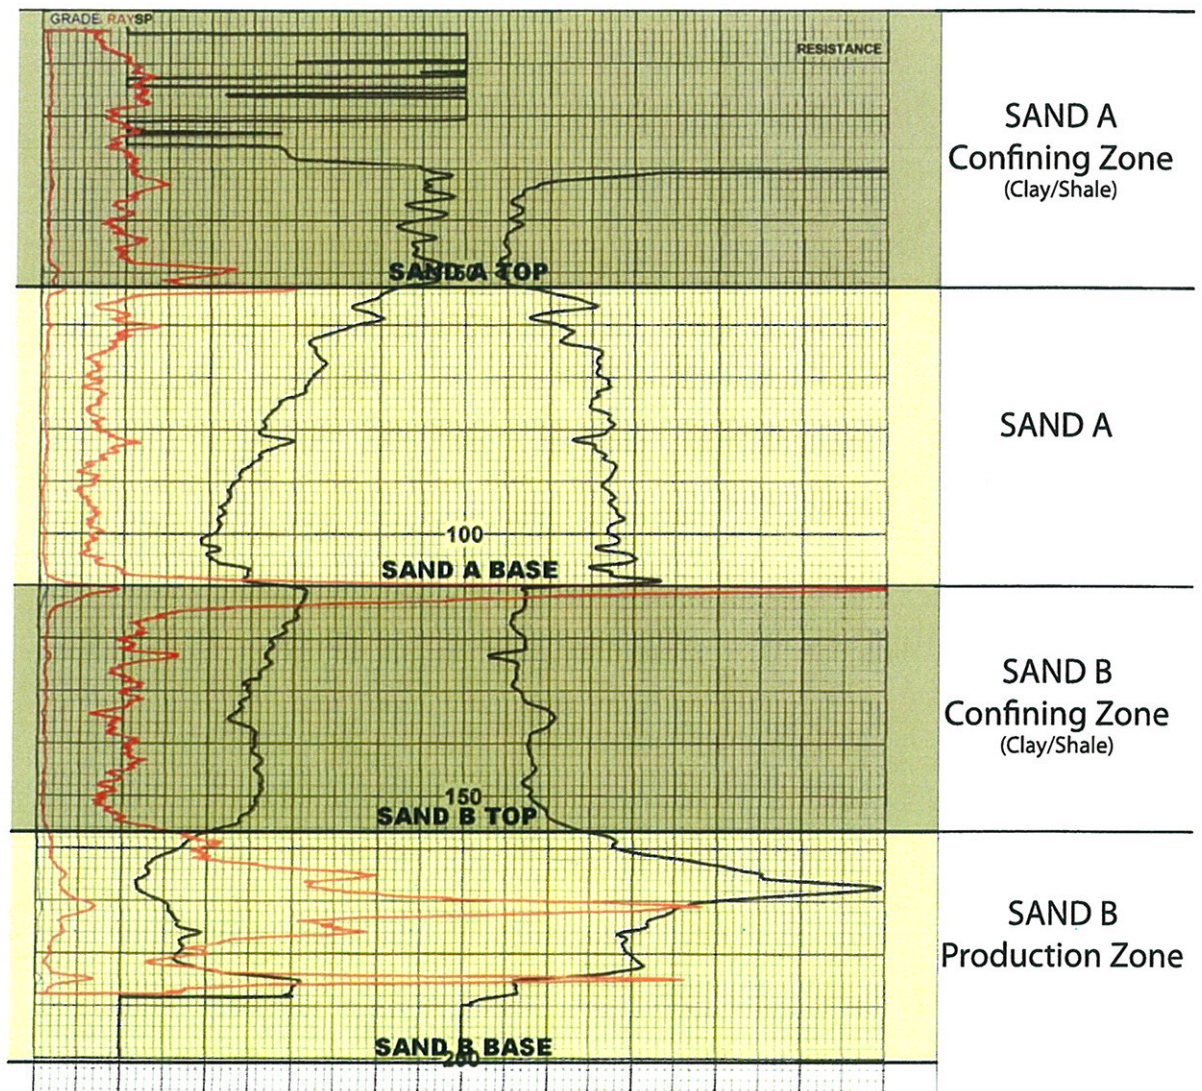 GRADE RAY SP
RESISTANCE
SAND A
Confining Zone
(Clay/Shale)
SAND A TOP
50
SAND A
100
SAND A BASE
SAND B
Confining Zone
(Clay/Shale)
150
SAND B TOP
SAND B
Production Zone
SAND B BASE
200